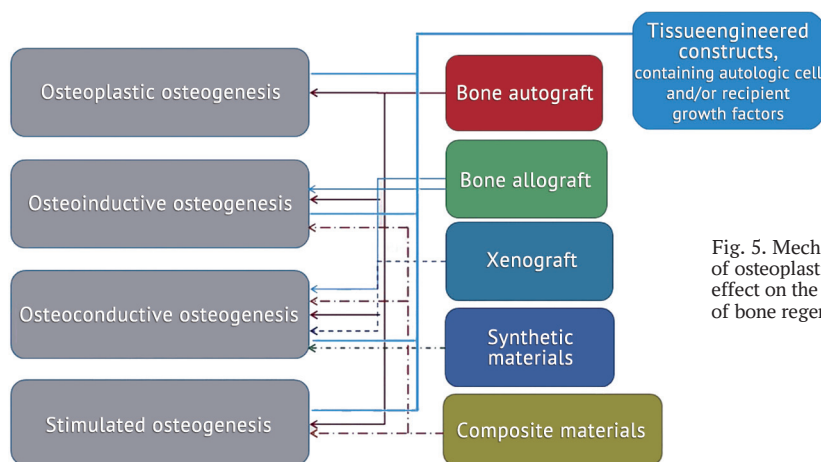 Osteoplastic osteogenesis
Osteoinductive osteogenesis
Osteoconductive osteogenesis
Stimulated osteogenesis
Bone autograft
Bone allograft
Xenograft
Synthetic
materials
Composite materials
Tissueengineered
constructs,
containing autologic cell
and/or recipient
growth factors
Fig. 5. Mech
of osteoplast
effect on the
of bone reger